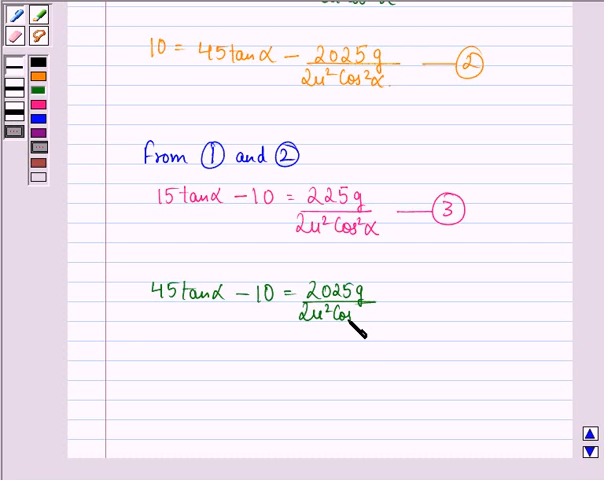 10 = 45tanα − 2025g / 2u²Cos²α. —— ②
From ① and ②
15tanα − 10 = 225g / 2u²Cos²α —— ③
45tanα − 10 = 2025g / 2u²Cos